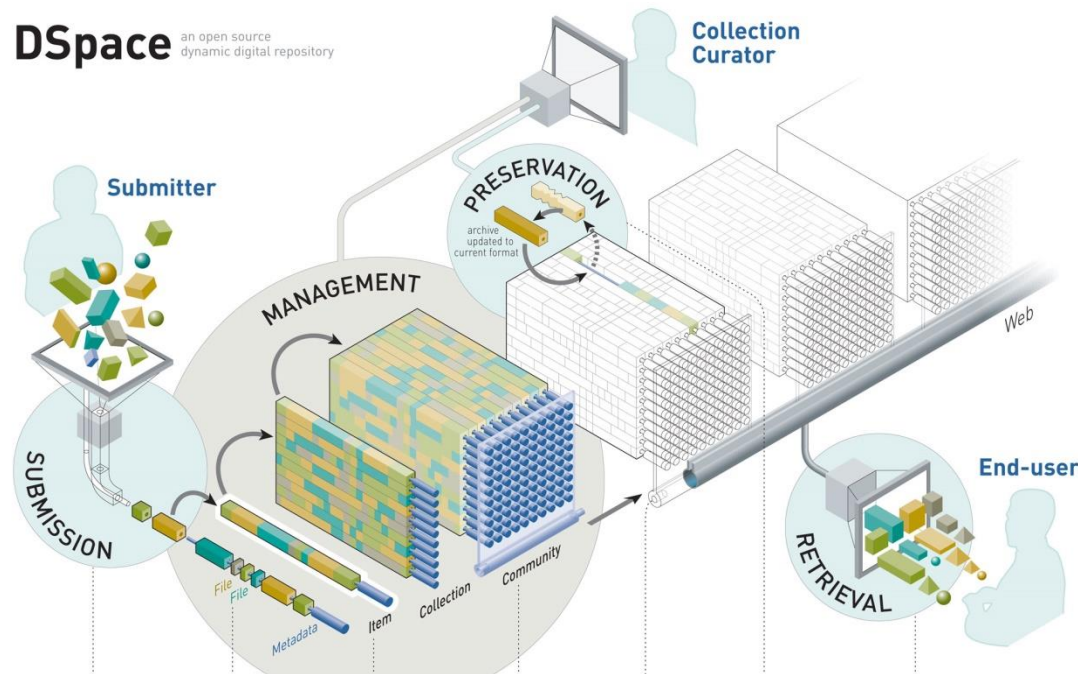 DSpace
an open source
dynamic digital repository
Collection
Curator
Submitter
PRESERVATION
archive
updated to
current format
MANAGEMENT
Web
SUBMISSION
End-user
RETRIEVAL
File
File
Metadata
Item
Collection
Community